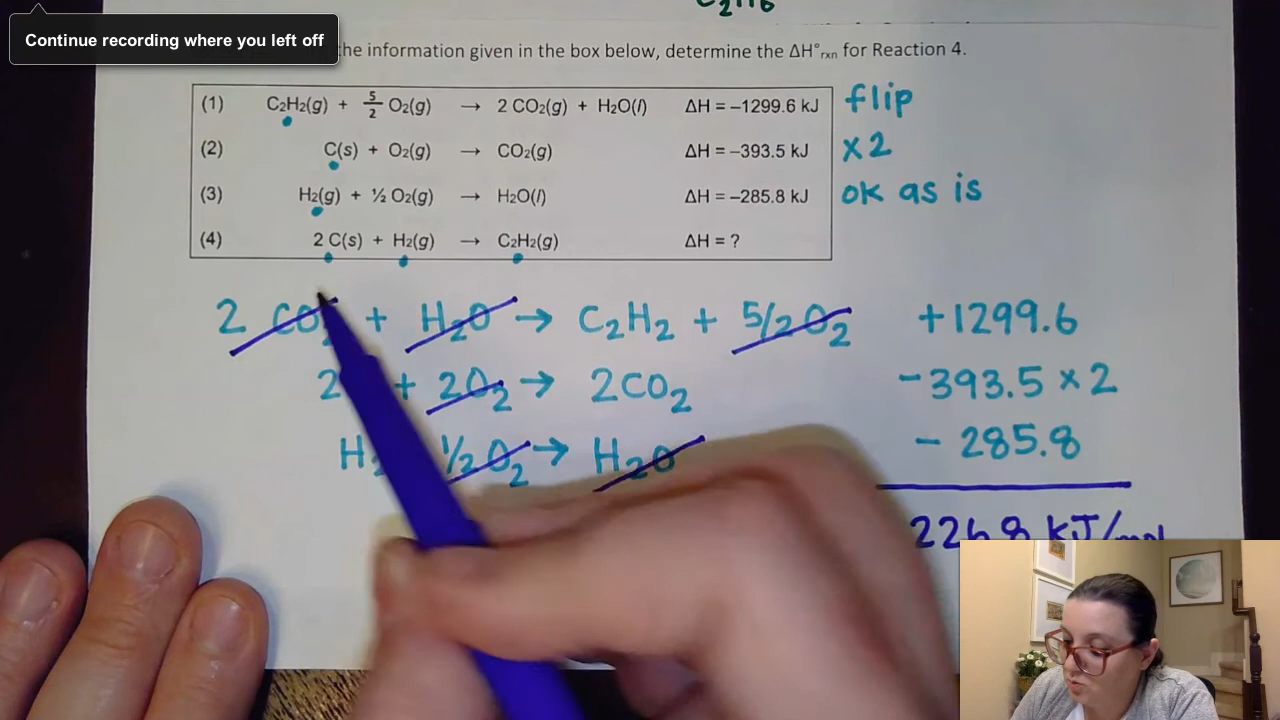 Continue recording where you left off
the information given in the box below, determine the ΔH°rxn for Reaction 4.
(1) C2H2(g) + 5/2 O2(g) → 2 CO2(g) + H2O(l) ΔH = –1299.6 kJ flip
(2) C(s) + O2(g) → CO2(g) ΔH = –393.5 kJ x2
(3) H2(g) + ½ O2(g) → H2O(l) ΔH = –285.8 kJ ok as is
(4) 2 C(s) + H2(g) → C2H2(g) ΔH = ?
2 CO2 + H2O → C2H2 + 5/2 O2 +1299.6
2 + 2O2 → 2CO2 -393.5 x 2
H2 ½O2 → H2O - 285.8
226.8 kJ/mol